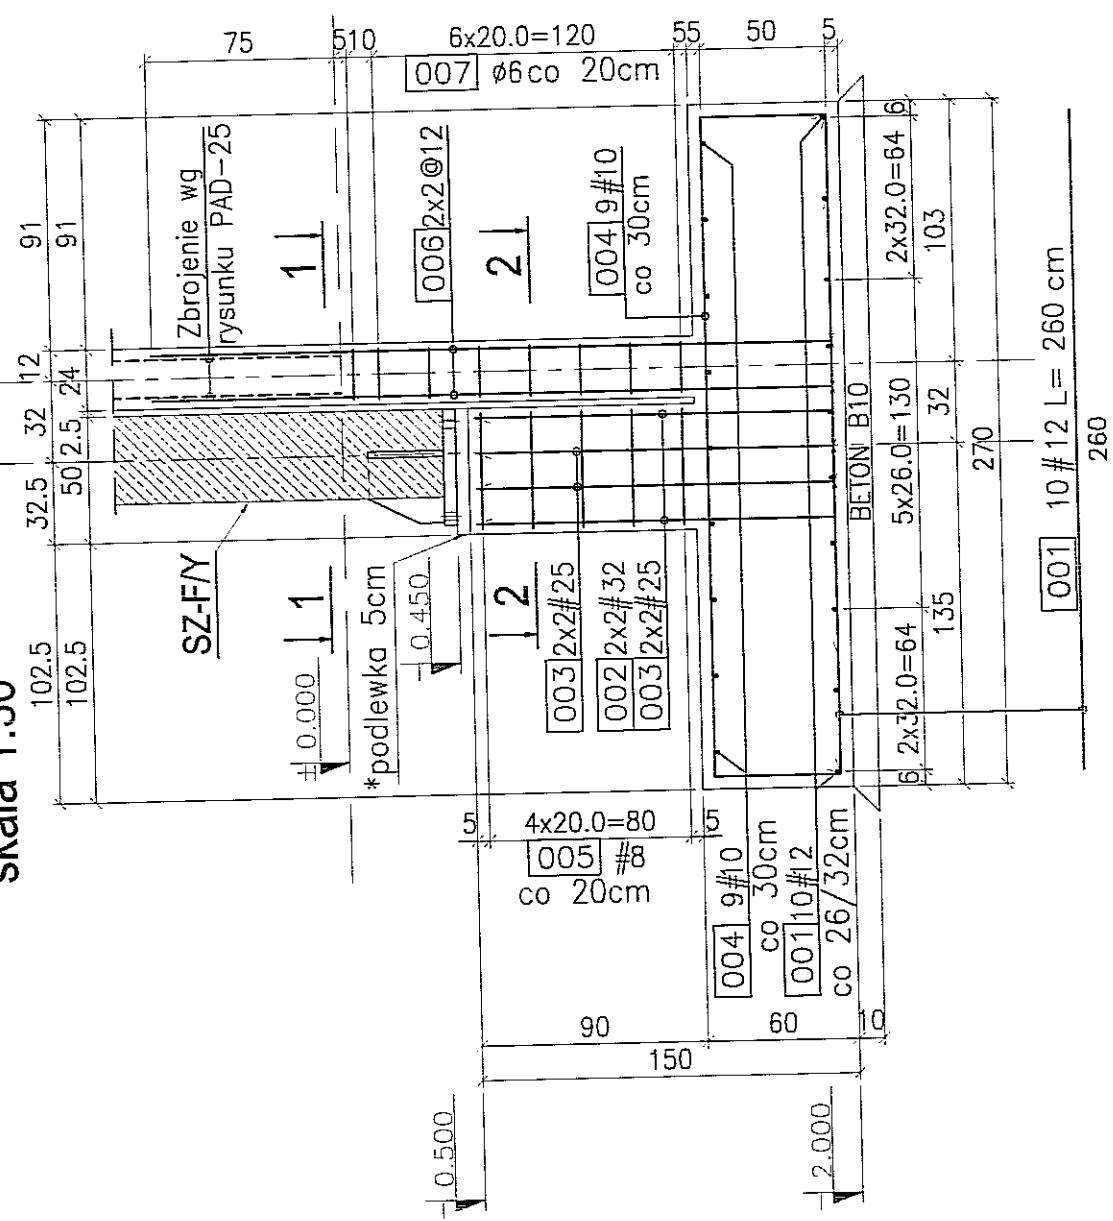 skala 1:50
75
510
6x20.0=120
55
50
5
007 ø6co 20cm
91
91
Zbrojenie wg
rysunku PAD-25
1
006 2x2@12
2
004 9#10
co 30cm
12
24
32
2.5
32.5
50
102.5
102.5
SZ-F/Y
1
± 0.000
*podlewka 5cm
-0.450
2
003 2x2#25
002 2x2#32
003 2x2#25
6
2x32.0=64
103
BETON B10
5x26.0=130
32
270
135
2x32.0=64
6
001 10#12 L= 260 cm
260
5
4x20.0=80
5
005 #8
co 20cm
004 9#10
co 30cm
001 10#12
co 26/32cm
90
60
10
150
-0.500
-2.000